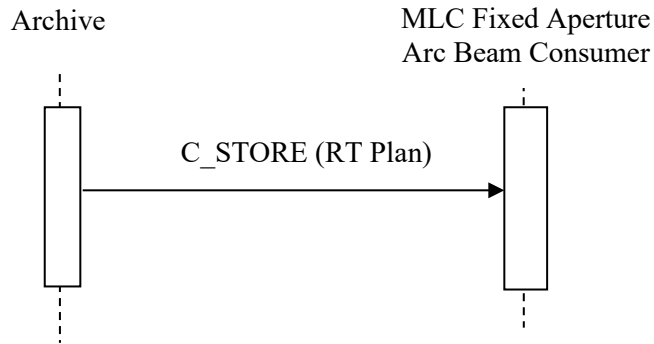 Archive
MLC Fixed Aperture
Arc Beam Consumer
C_STORE (RT Plan)